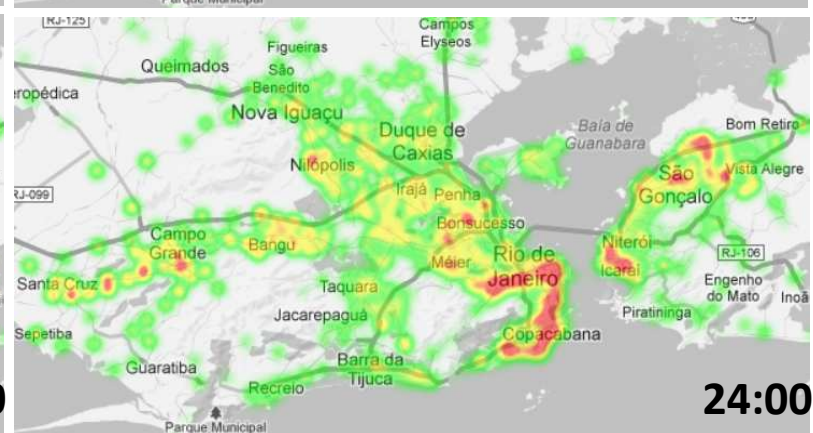 Parque Municipal
RJ-125
Campos
Elyseos
Figueiras
Queimados
São
Benedito
eropédica
Nova Iguaçu
Duque de
Caxias
Baía de
Guanabara
Bom Retiro
Nilópolis
São
Gonçalo
Vista Alegre
RJ-099
Irajá
Penha
Bonsucesso
Campo
Grande
Bangu
Méier
Rio de
Janeiro
Niterói
Icaraí
RJ-106
Santa Cruz
Taquara
Engenho
do Mato
Inoã
Jacarepaguá
Piratininga
Sepetiba
Copacabana
Guaratiba
Barra da
Tijuca
Recreio
0
24:00
Parque Municipal